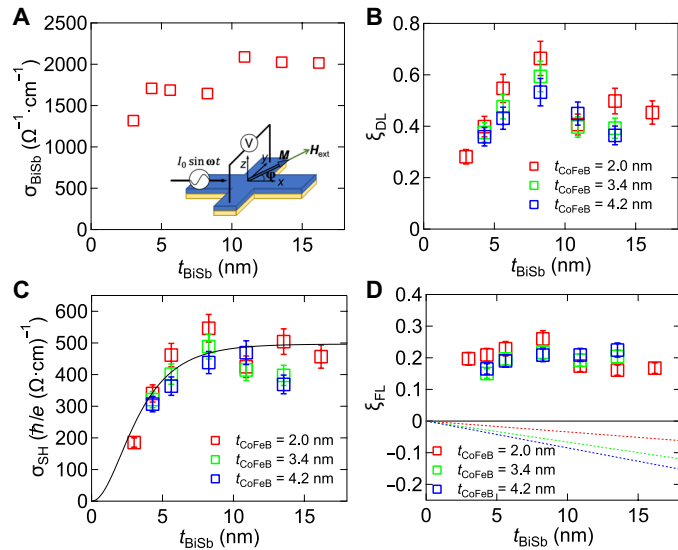 A
σBiSb (Ω⁻¹·cm⁻¹)
2500
2000
1500
1000
500
0
0 5 10 15
tBiSb (nm)
I0 sin ωt
V
z
y
x
M
Hext
φ
B
ξDL
0.8
0.6
0.4
0.2
0
0 5 10 15
tBiSb (nm)
tCoFeB = 2.0 nm
tCoFeB = 3.4 nm
tCoFeB = 4.2 nm
C
σSH (ℏ/e (Ω·cm)⁻¹)
600
500
400
300
200
100
0
0 5 10 15
tBiSb (nm)
tCoFeB = 2.0 nm
tCoFeB = 3.4 nm
tCoFeB = 4.2 nm
D
ξFL
0.4
0.3
0.2
0.1
0
−0.1
−0.2
0 5 10 15
tBiSb (nm)
tCoFeB = 2.0 nm
tCoFeB = 3.4 nm
tCoFeB = 4.2 nm